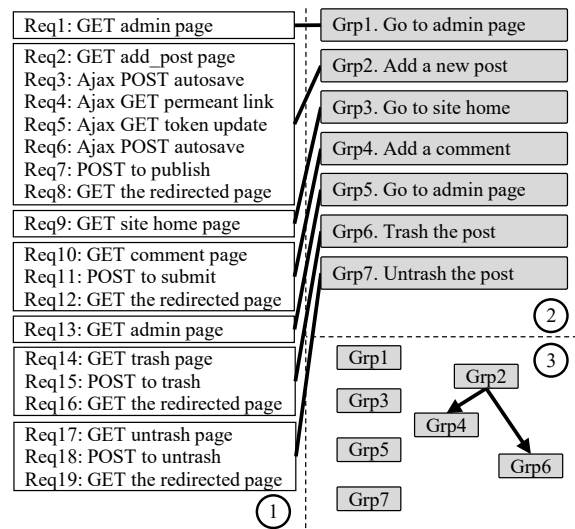 Req1: GET admin page
Req2: GET add_post page
Req3: Ajax POST autosave
Req4: Ajax GET permeant link
Req5: Ajax GET token update
Req6: Ajax POST autosave
Req7: POST to publish
Req8: GET the redirected page
Req9: GET site home page
Req10: GET comment page
Req11: POST to submit
Req12: GET the redirected page
Req13: GET admin page
Req14: GET trash page
Req15: POST to trash
Req16: GET the redirected page
Req17: GET untrash page
Req18: POST to untrash
Req19: GET the redirected page
1
Grp1. Go to admin page
Grp2. Add a new post
Grp3. Go to site home
Grp4. Add a comment
Grp5. Go to admin page
Grp6. Trash the post
Grp7. Untrash the post
2
3
Grp1
Grp2
Grp3
Grp4
Grp5
Grp6
Grp7